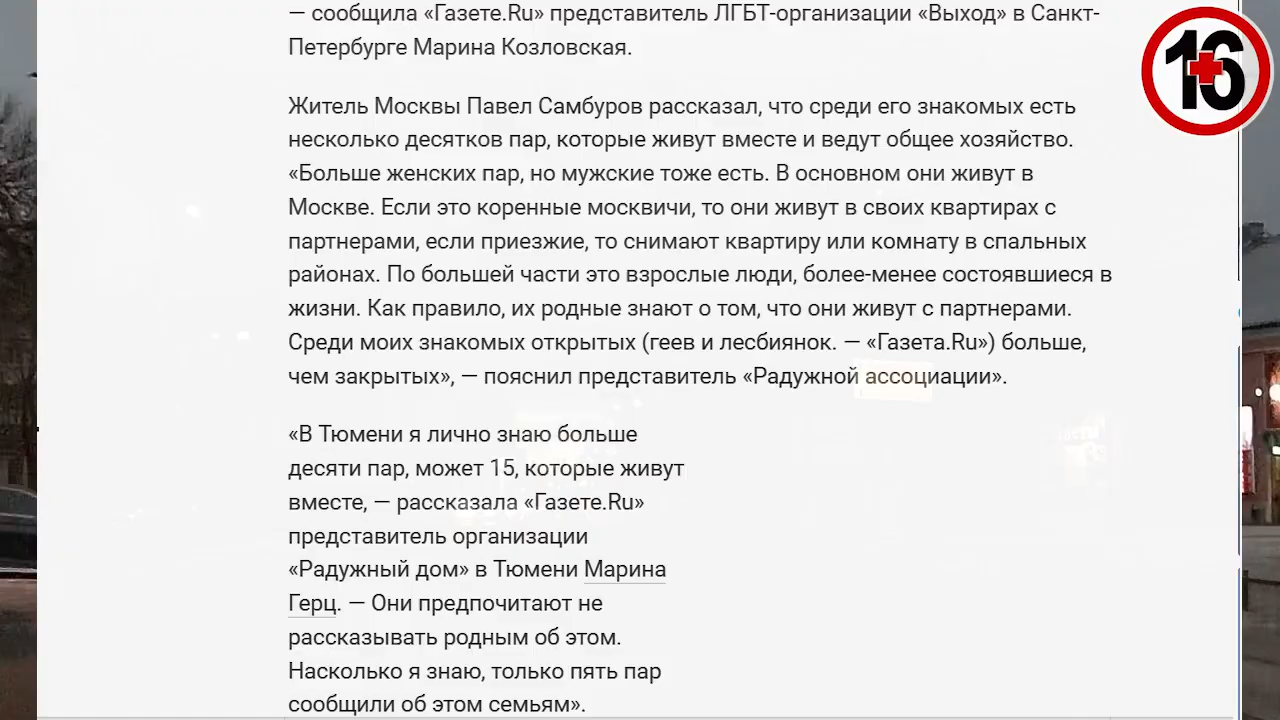 — сообщила «Газете.Ru» представитель ЛГБТ-организации «Выход» в Санкт-
Петербурге Марина Козловская.
16
Житель Москвы Павел Самбуров рассказал, что среди его знакомых есть
несколько десятков пар, которые живут вместе и ведут общее хозяйство.
«Больше женских пар, но мужские тоже есть. В основном они живут в
Москве. Если это коренные москвичи, то они живут в своих квартирах с
партнерами, если приезжие, то снимают квартиру или комнату в спальных
районах. По большей части это взрослые люди, более-менее состоявшиеся в
жизни. Как правило, их родные знают о том, что они живут с партнерами.
Среди моих знакомых открытых (геев и лесбиянок. — «Газета.Ru») больше,
чем закрытых», — пояснил представитель «Радужной ассоциации».
«В Тюмени я лично знаю больше
десяти пар, может 15, которые живут
вместе, — рассказала «Газете.Ru»
представитель организации
«Радужный дом» в Тюмени Марина
Герц. — Они предпочитают не
рассказывать родным об этом.
Насколько я знаю, только пять пар
сообщили об этом семьям».